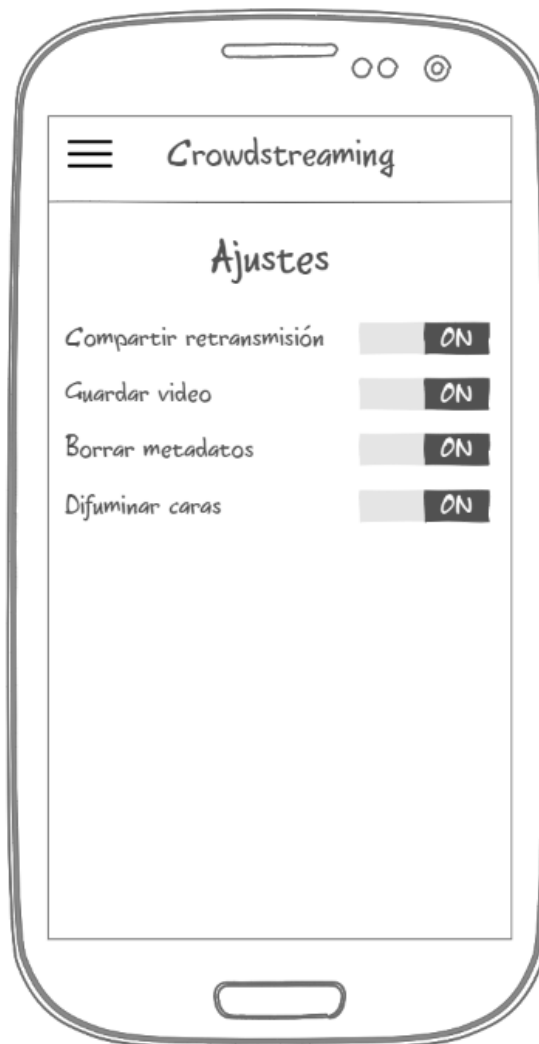 Crowdstreaming
Ajustes
Compartir retransmisión ON
Guardar video ON
Borrar metadatos ON
Difuminar caras ON